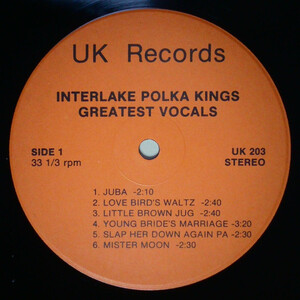 UK Records
INTERLAKE POLKA KINGS
GREATEST VOCALS
SIDE 1
33 1/3 rpm
UK 203
STEREO
1. JUBA -2:10
2. LOVE BIRD'S WALTZ -2:40
3. LITTLE BROWN JUG -2:40
4. YOUNG BRIDE'S MARRIAGE -3:20
5. SLAP HER DOWN AGAIN PA -2:30
6. MISTER MOON -2:30